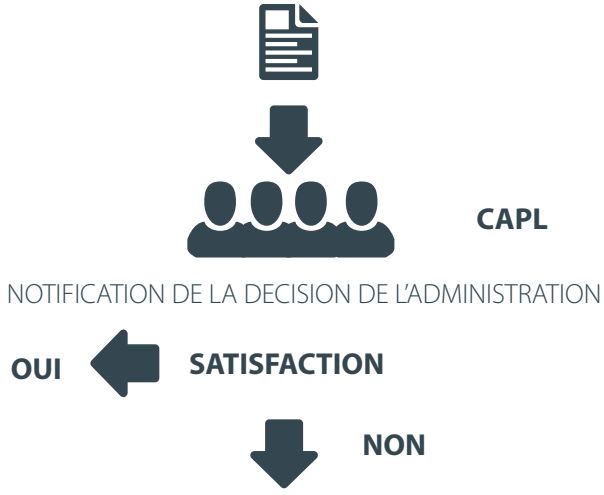 CAPL
NOTIFICATION DE LA DECISION DE L'ADMINISTRATION
OUI SATISFACTION
NON